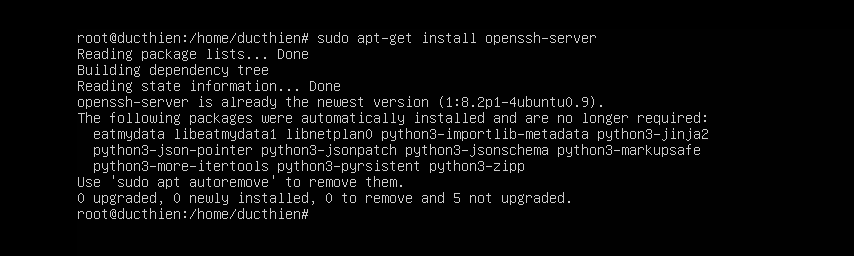 root@ducthien:/home/ducthien# sudo apt-get install openssh-server
Reading package lists... Done
Building dependency tree
Reading state information... Done
openssh-server is already the newest version (1:8.2p1-4ubuntu0.9).
The following packages were automatically installed and are no longer required:
  eatmydata libeatmydata1 libnetplan0 python3-importlib-metadata python3-jinja2
  python3-json-pointer python3-jsonpatch python3-jsonschema python3-markupsafe
  python3-more-itertools python3-pyrsistent python3-zipp
Use 'sudo apt autoremove' to remove them.
0 upgraded, 0 newly installed, 0 to remove and 5 not upgraded.
root@ducthien:/home/ducthien#